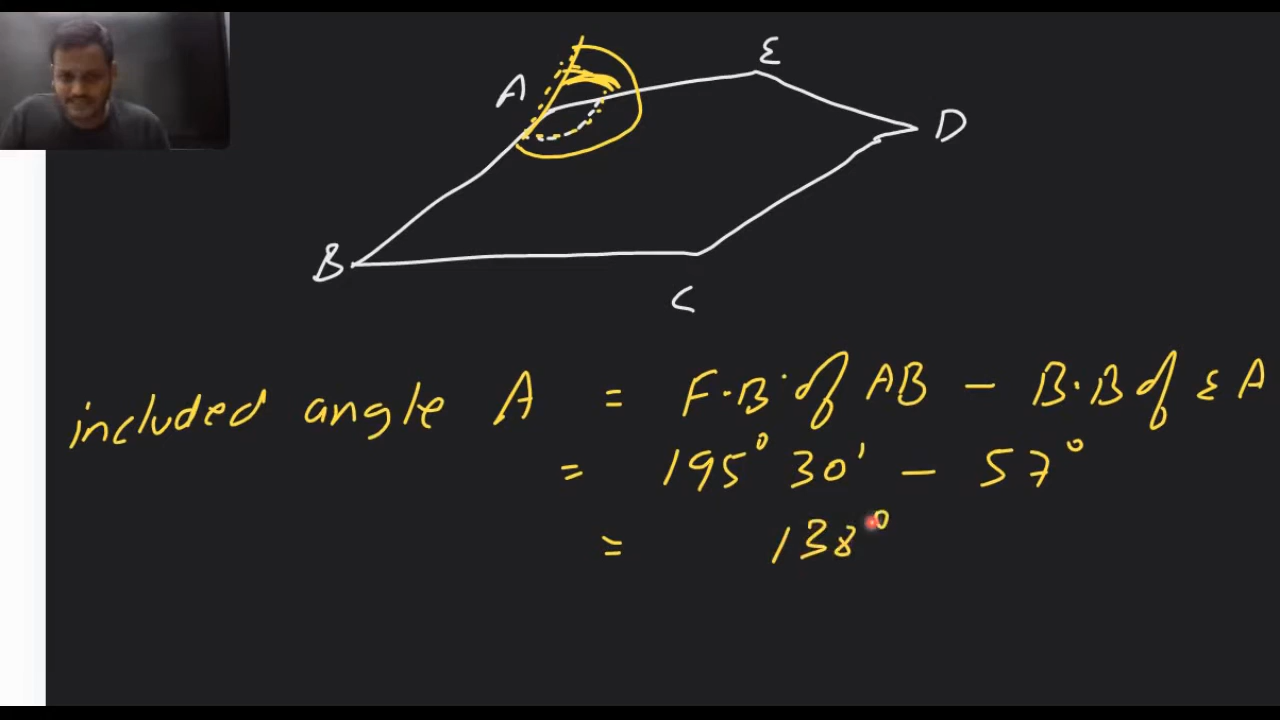 A
E
D
B
C
included angle A = F.B. of AB - B.B of EA
= 195° 30' - 57°
= 138°